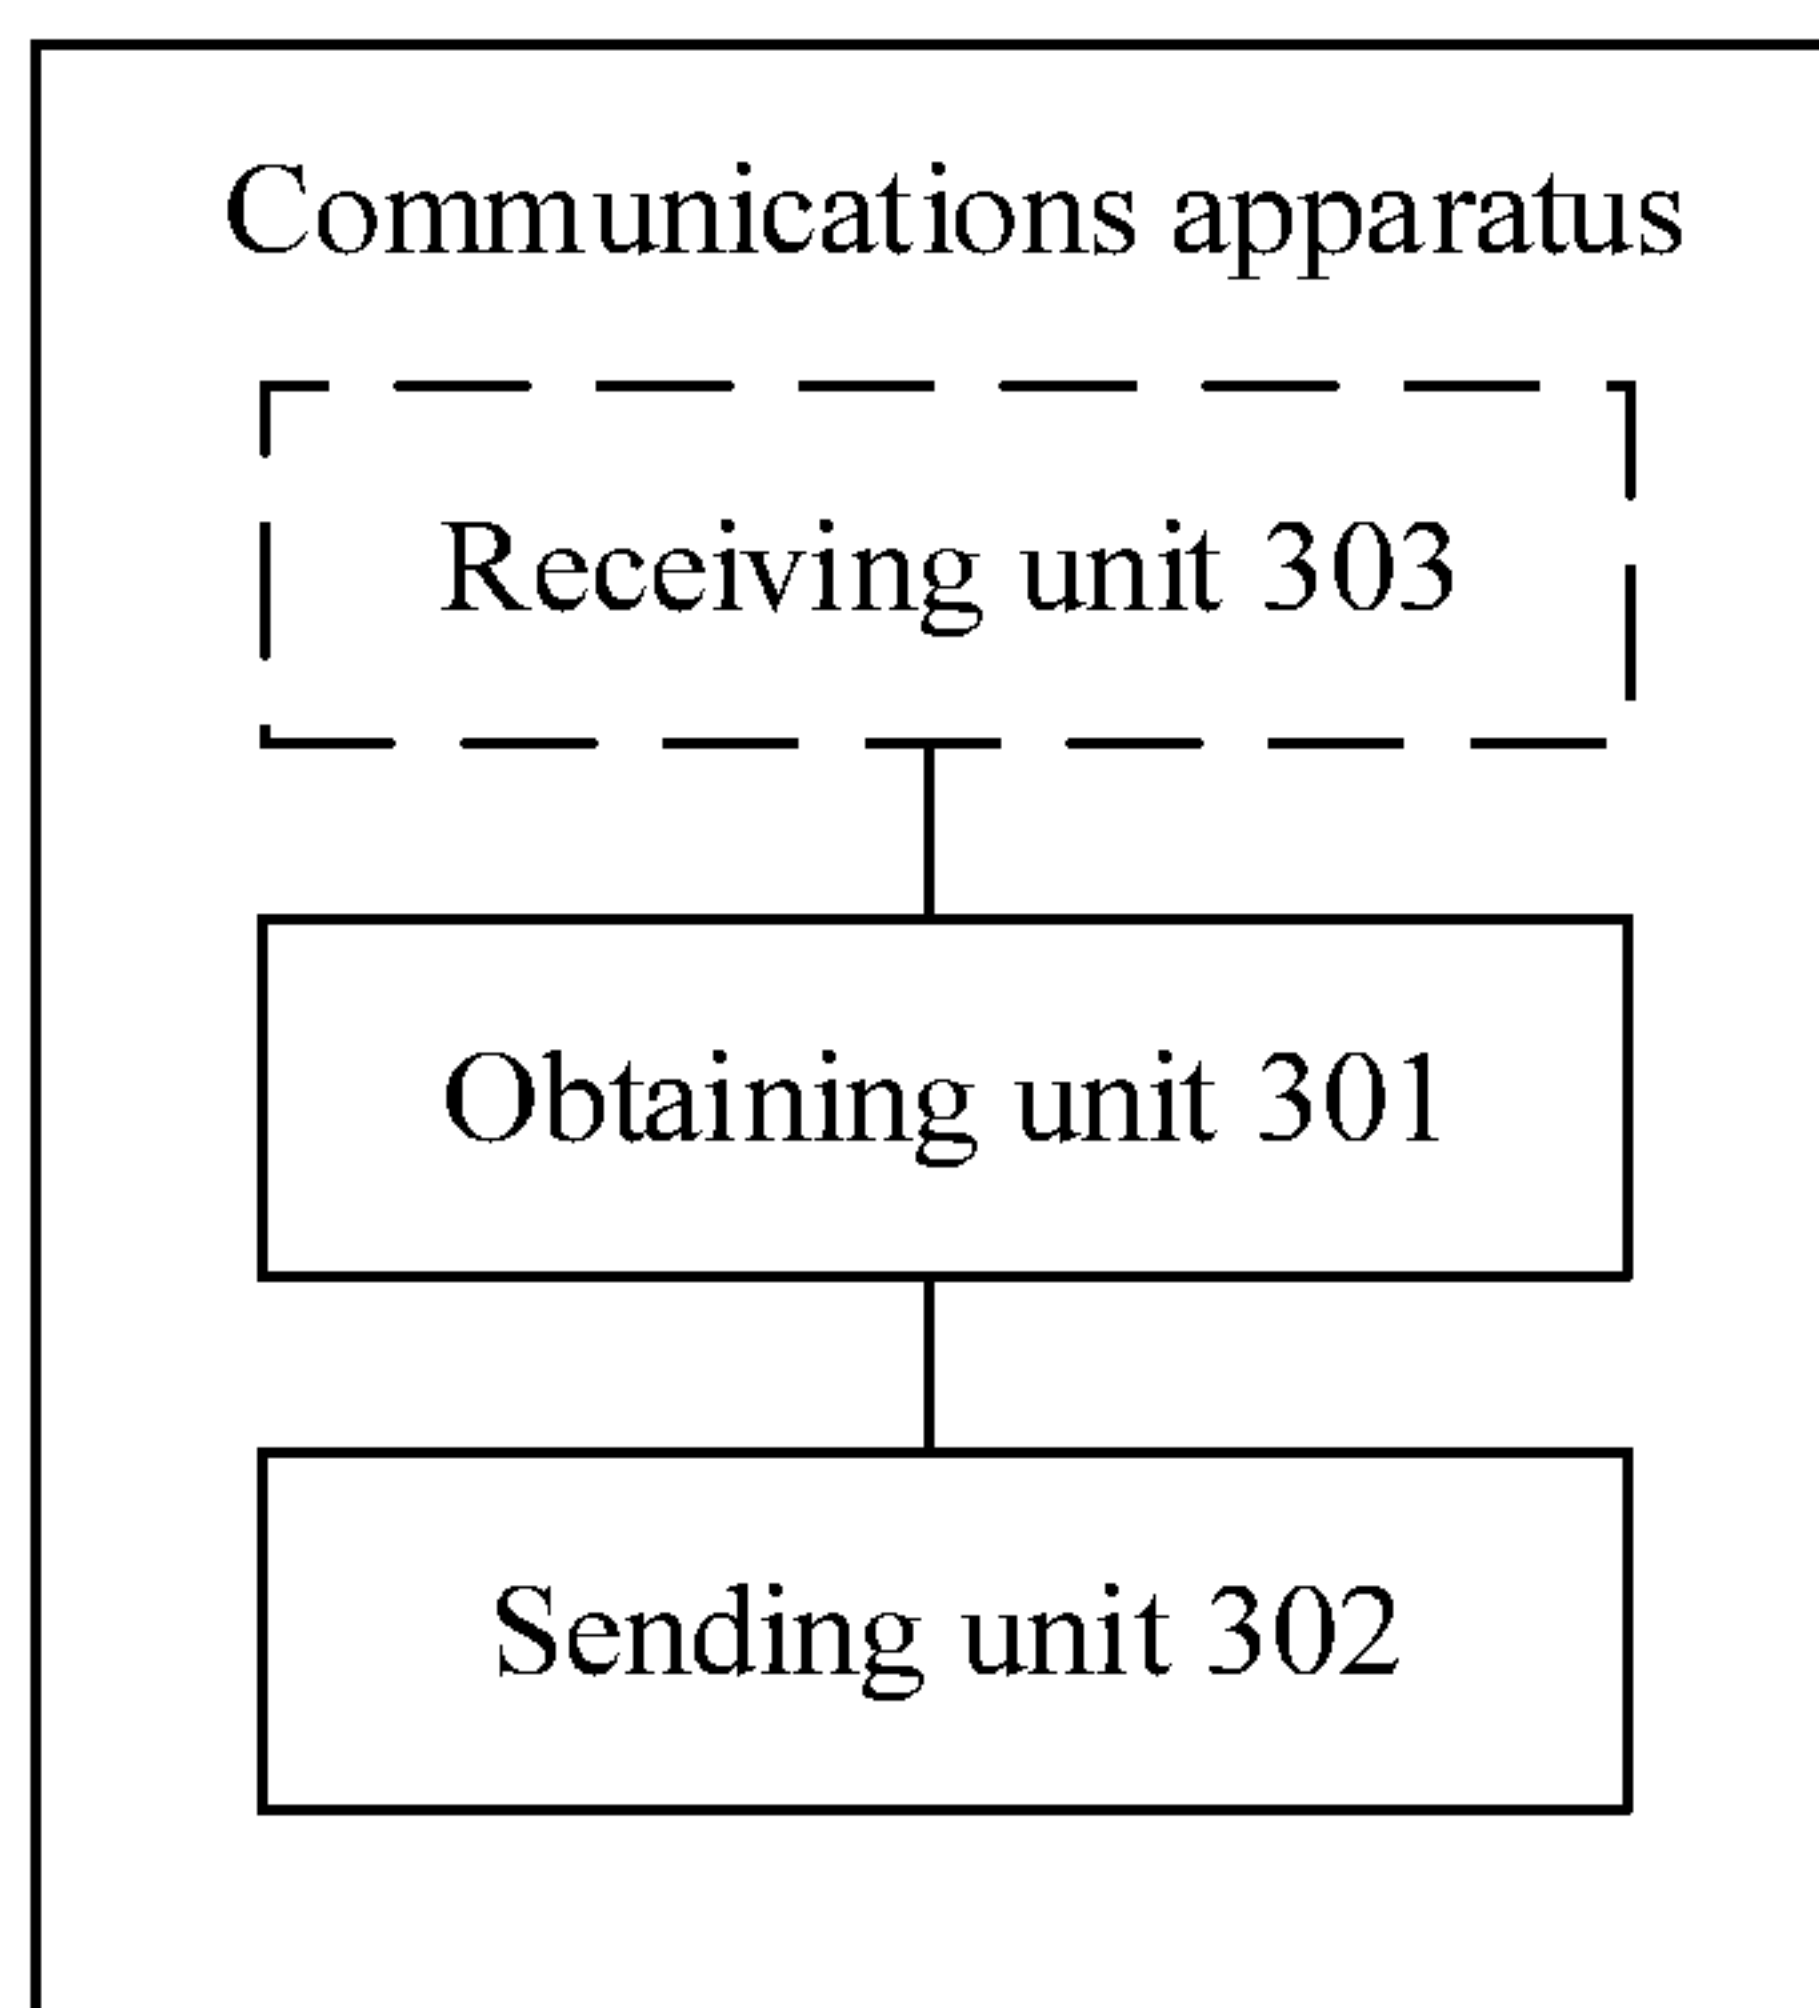 Communications apparatus
Receiving unit 303
Obtaining unit 301
Sending unit 302